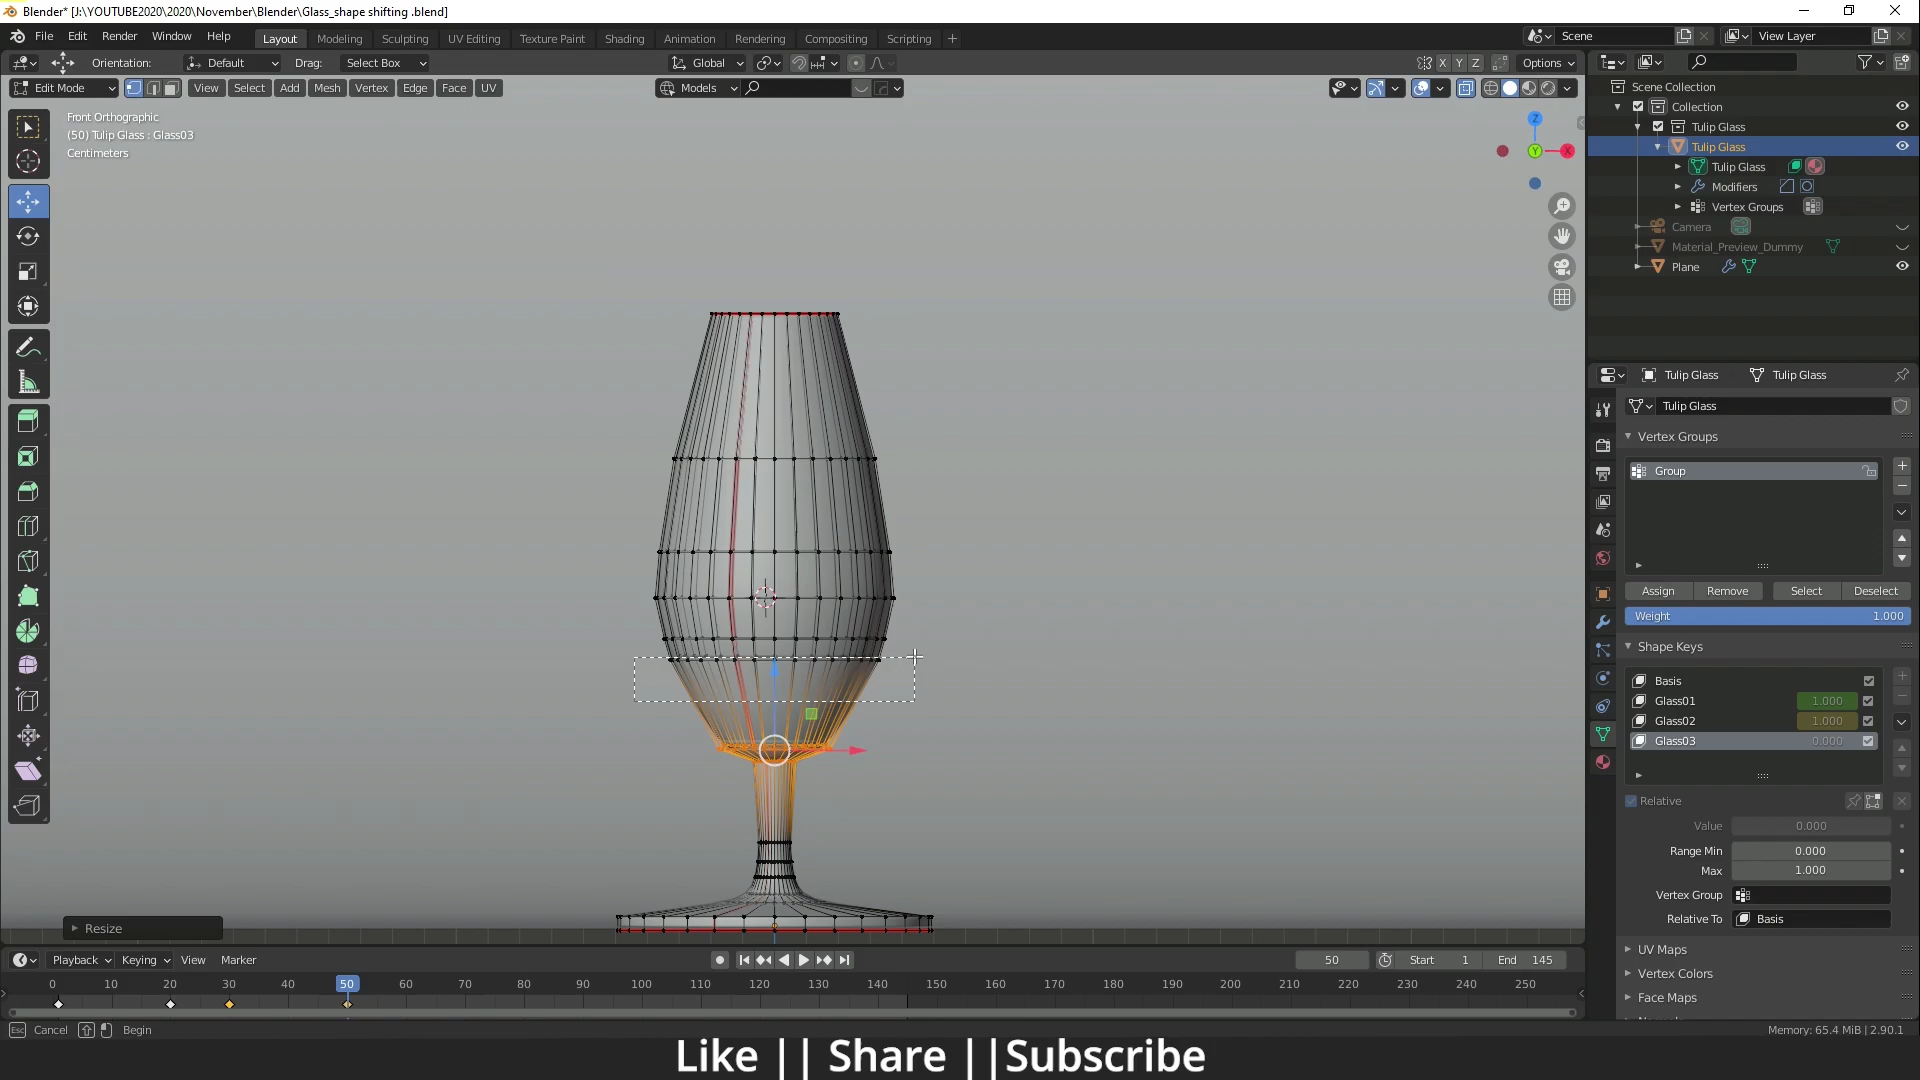 Blender* [J:\YOUTUBE2020\2020\November\Blender\Glass_shape shifting .blend]
File Edit Render Window Help Layout Modeling Sculpting UV Editing Texture Paint Shading Animation Rendering Compositing Scripting + Scene View Layer
Orientation: Default Drag: Select Box Global X Y Z Options
Edit Mode View Select Add Mesh Vertex Edge Face UV Models
Front Orthographic
(50) Tulip Glass : Glass03
Centimeters
Z
Y X
Scene Collection
Collection
Tulip Glass
Tulip Glass
Tulip Glass
Modifiers
Vertex Groups
Camera
Material_Preview_Dummy
Plane
Tulip Glass Tulip Glass
Tulip Glass
Vertex Groups
Group
Assign Remove Select Deselect
Weight 1.000
Shape Keys
Basis
Glass01 1.000
Glass02 1.000
Glass03 0.000
Relative
Value 0.000
Range Min 0.000
Max 1.000
Vertex Group
Relative To Basis
UV Maps
Vertex Colors
Face Maps
Resize
Playback Keying View Marker 50 Start 1 End 145
0 10 20 30 40 50 60 70 80 90 100 110 120 130 140 150 160 170 180 190 200 210 220 230 240 250
Esc Cancel Begin Memory: 65.4 MiB | 2.90.1
Like || Share ||Subscribe